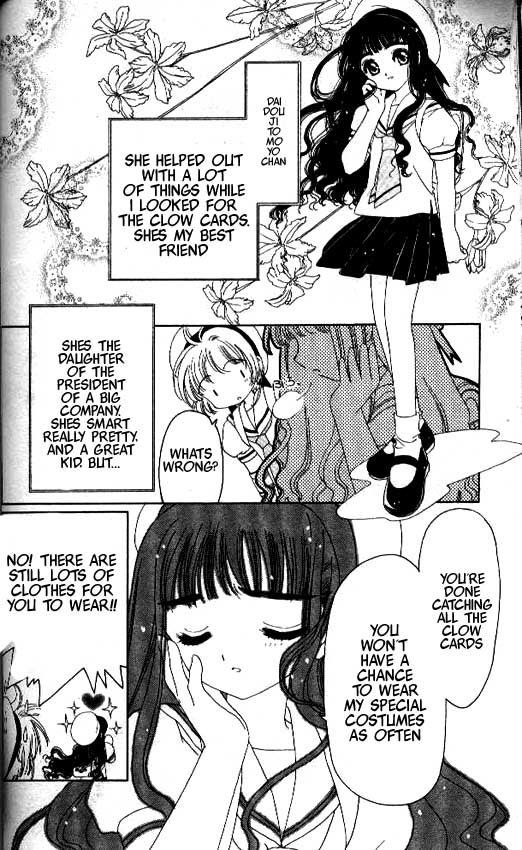 DAI
DOU
JI
TO
MO
YO
CHAN
SHE HELPED OUT
WITH A LOT
OF THINGS WHILE
I LOOKED FOR
THE CLOW CARDS.
SHES MY BEST
FRIEND
SHES THE
DAUGHTER
OF THE
PRESIDENT
OF A BIG
COMPANY.
SHES SMART
REALLY PRETTY.
AND A GREAT
KID. BUT...
WHATS
WRONG?
YOU'RE
DONE
CATCHING
ALL THE
CLOW
CARDS
YOU
WON'T
HAVE A
CHANCE
TO WEAR
MY SPECIAL
COSTUMES
AS OFTEN
NO! THERE ARE
STILL LOTS OF
CLOTHES FOR
YOU TO WEAR!!